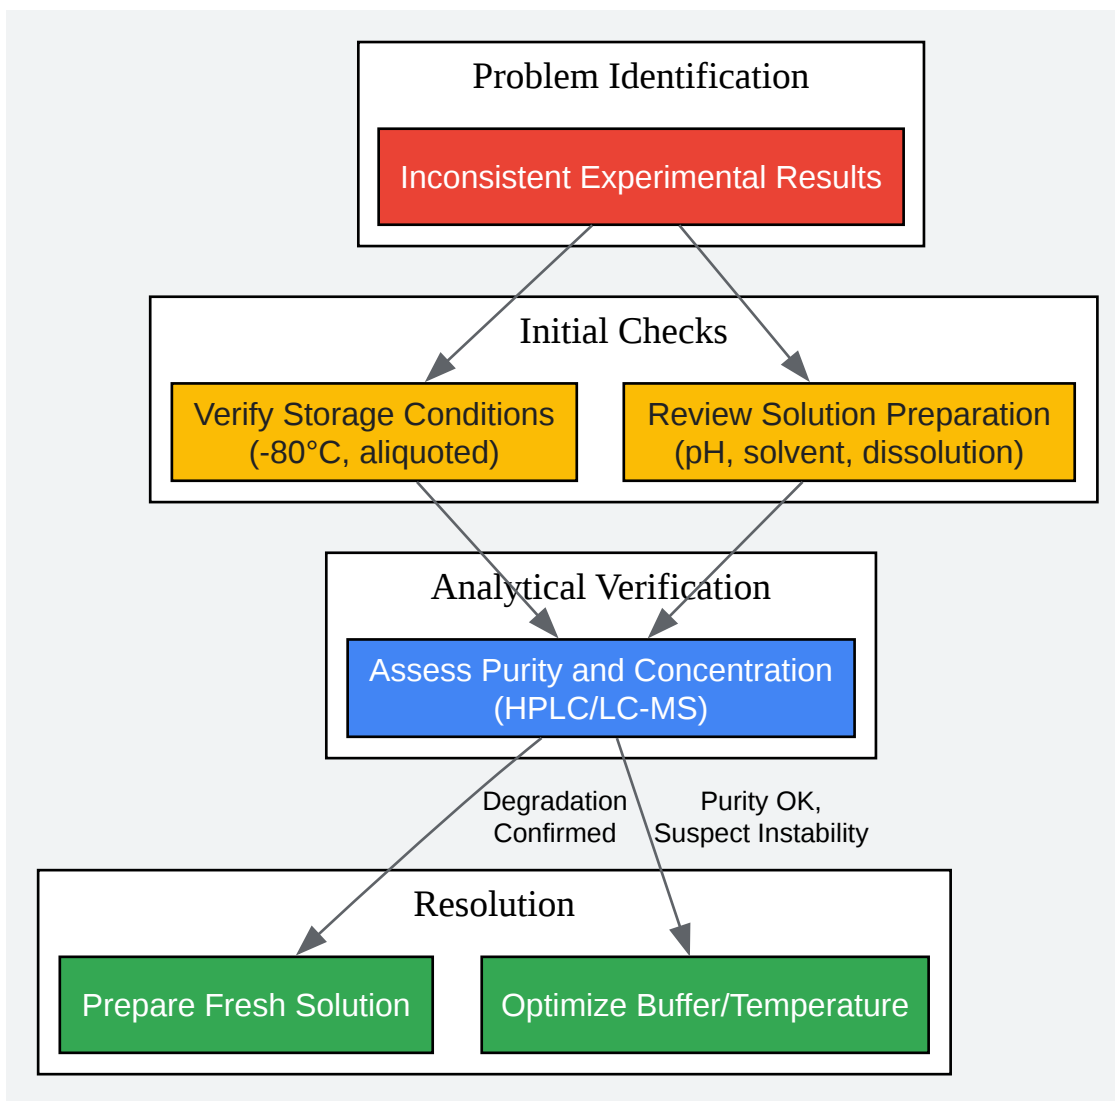 Problem Identification
Inconsistent Experimental Results
Initial Checks
Verify Storage Conditions
(-80°C, aliquoted)
Review Solution Preparation
(pH, solvent, dissolution)
Analytical Verification
Assess Purity and Concentration
(HPLC/LC-MS)
Degradation
Confirmed
Purity OK,
Suspect Instability
Resolution
Prepare Fresh Solution
Optimize Buffer/Temperature